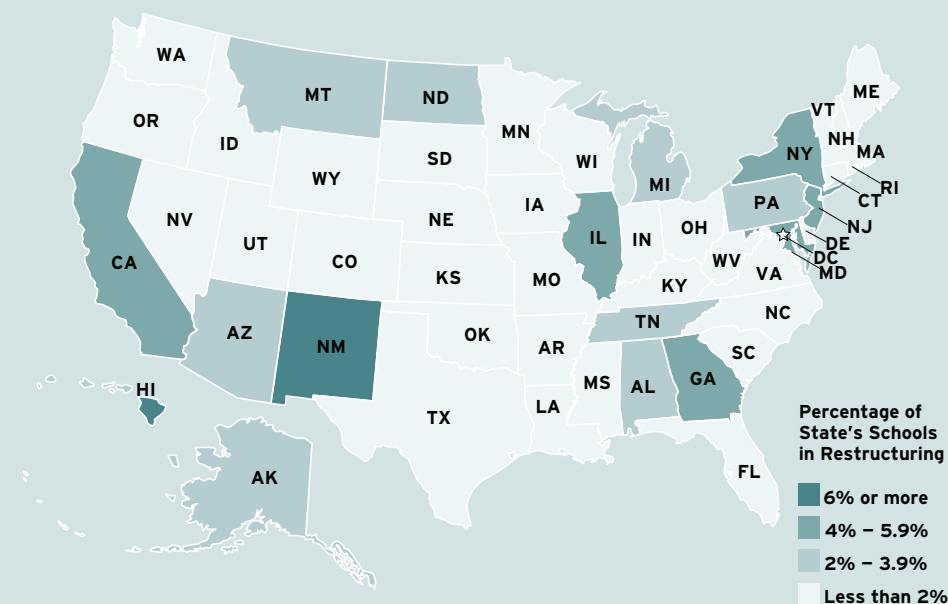 WA
MT
ND
MN
ME
VT
OR
ID
WY
SD
WI
MI
NY
NH
MA
RI
CT
NJ
DE
DC
MD
NV
UT
CO
NE
IA
IL
IN
OH
PA
CA
KS
MO
KY
WV
VA
AZ
NM
OK
AR
TN
NC
SC
HI
TX
LA
MS
AL
GA
FL
AK
Percentage of
State's Schools
in Restructuring
6% or more
4% – 5.9%
2% – 3.9%
Less than 2%